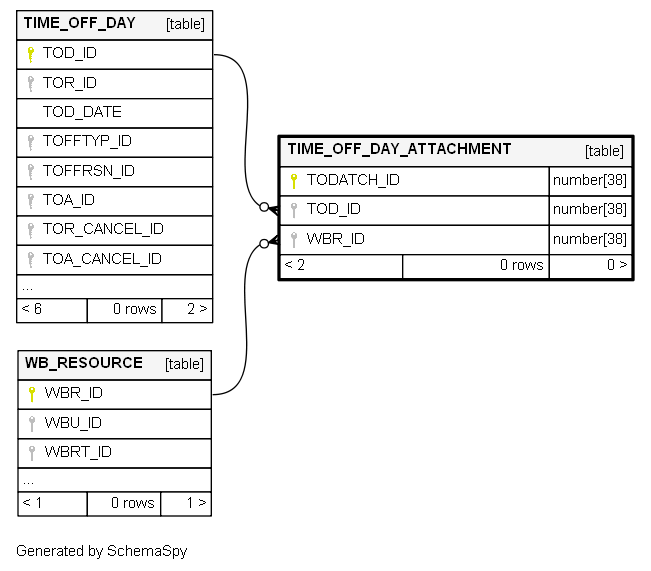 TIME_OFF_DAY [table]
TOD_ID
TOR_ID
TOD_DATE
TOFFTYP_ID
TOFFRSN_ID
TOA_ID
TOR_CANCEL_ID
TOA_CANCEL_ID
...
< 6 0 rows 2 >
TIME_OFF_DAY_ATTACHMENT [table]
TODATCH_ID number[38]
TOD_ID number[38]
WBR_ID number[38]
< 2 0 rows 0 >
WB_RESOURCE [table]
WBR_ID
WBU_ID
WBRT_ID
...
< 1 0 rows 1 >
Generated by SchemaSpy